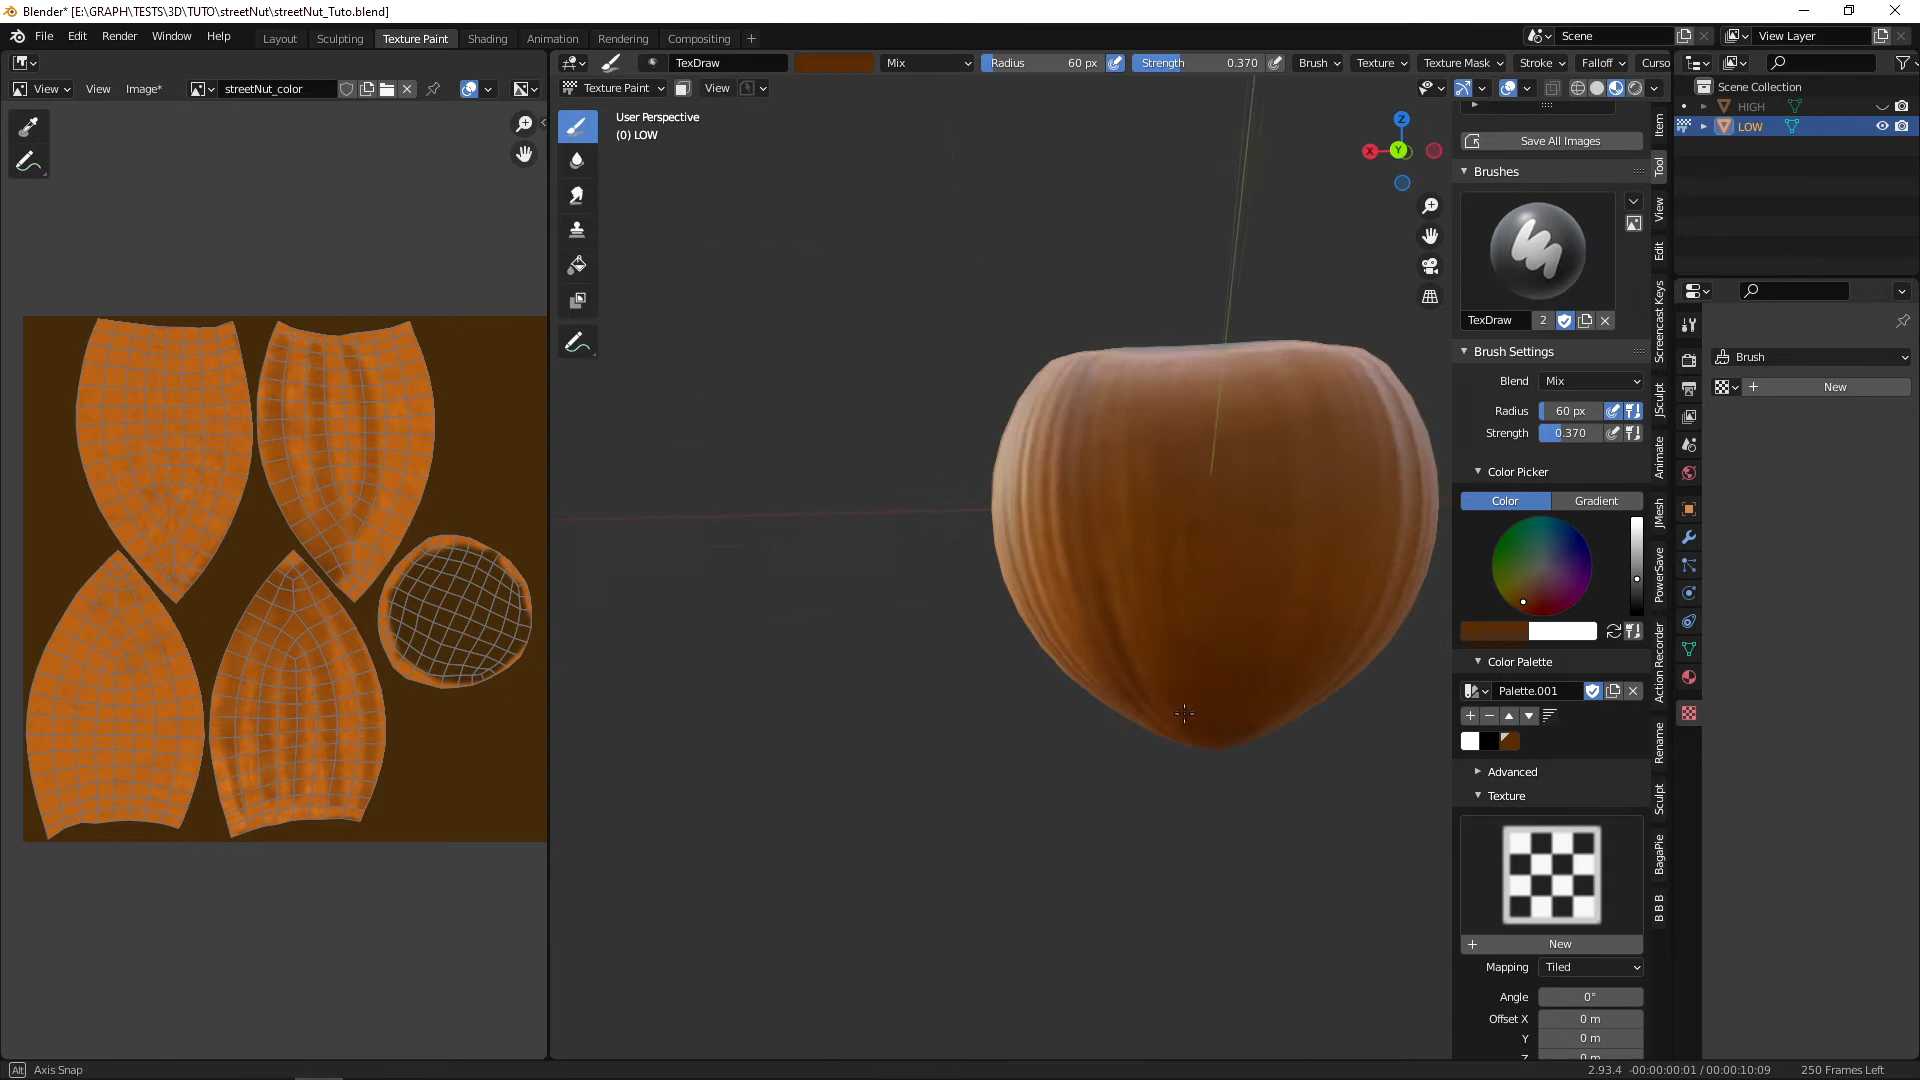 Blender* [E:\GRAPH\TESTS\3D\TUTO\streetNut\streetNut_Tuto.blend]
File Edit Render Window Help Layout Sculpting Texture Paint Shading Animation Rendering Compositing + Scene View Layer
TexDraw Mix Radius 60 px Strength 0.370 Brush Texture Texture Mask Stroke Falloff Curso
View View Image* streetNut_color Texture Paint View
Scene Collection
HIGH
LOW
User Perspective
(0) LOW
Z
X
Y
Save All Images
Brushes
TexDraw 2
Brush Settings
Blend Mix
Radius 60 px
Strength 0.370
Color Picker
Color Gradient
Color Palette
Palette.001
Advanced
Texture
+ New
Mapping Tiled
Angle 0°
Offset X 0 m
Y 0 m
Z 0 m
Item
Tool
View
Edit
Screencast Keys
JSculpt
Animate
JMesh
PowerSave
Action Recorder
Rename
Sculpt
BagaPie
B B B
Brush
+ New
Alt Axis Snap
2.93.4 -00:00:00:01 / 00:00:10:09 250 Frames Left